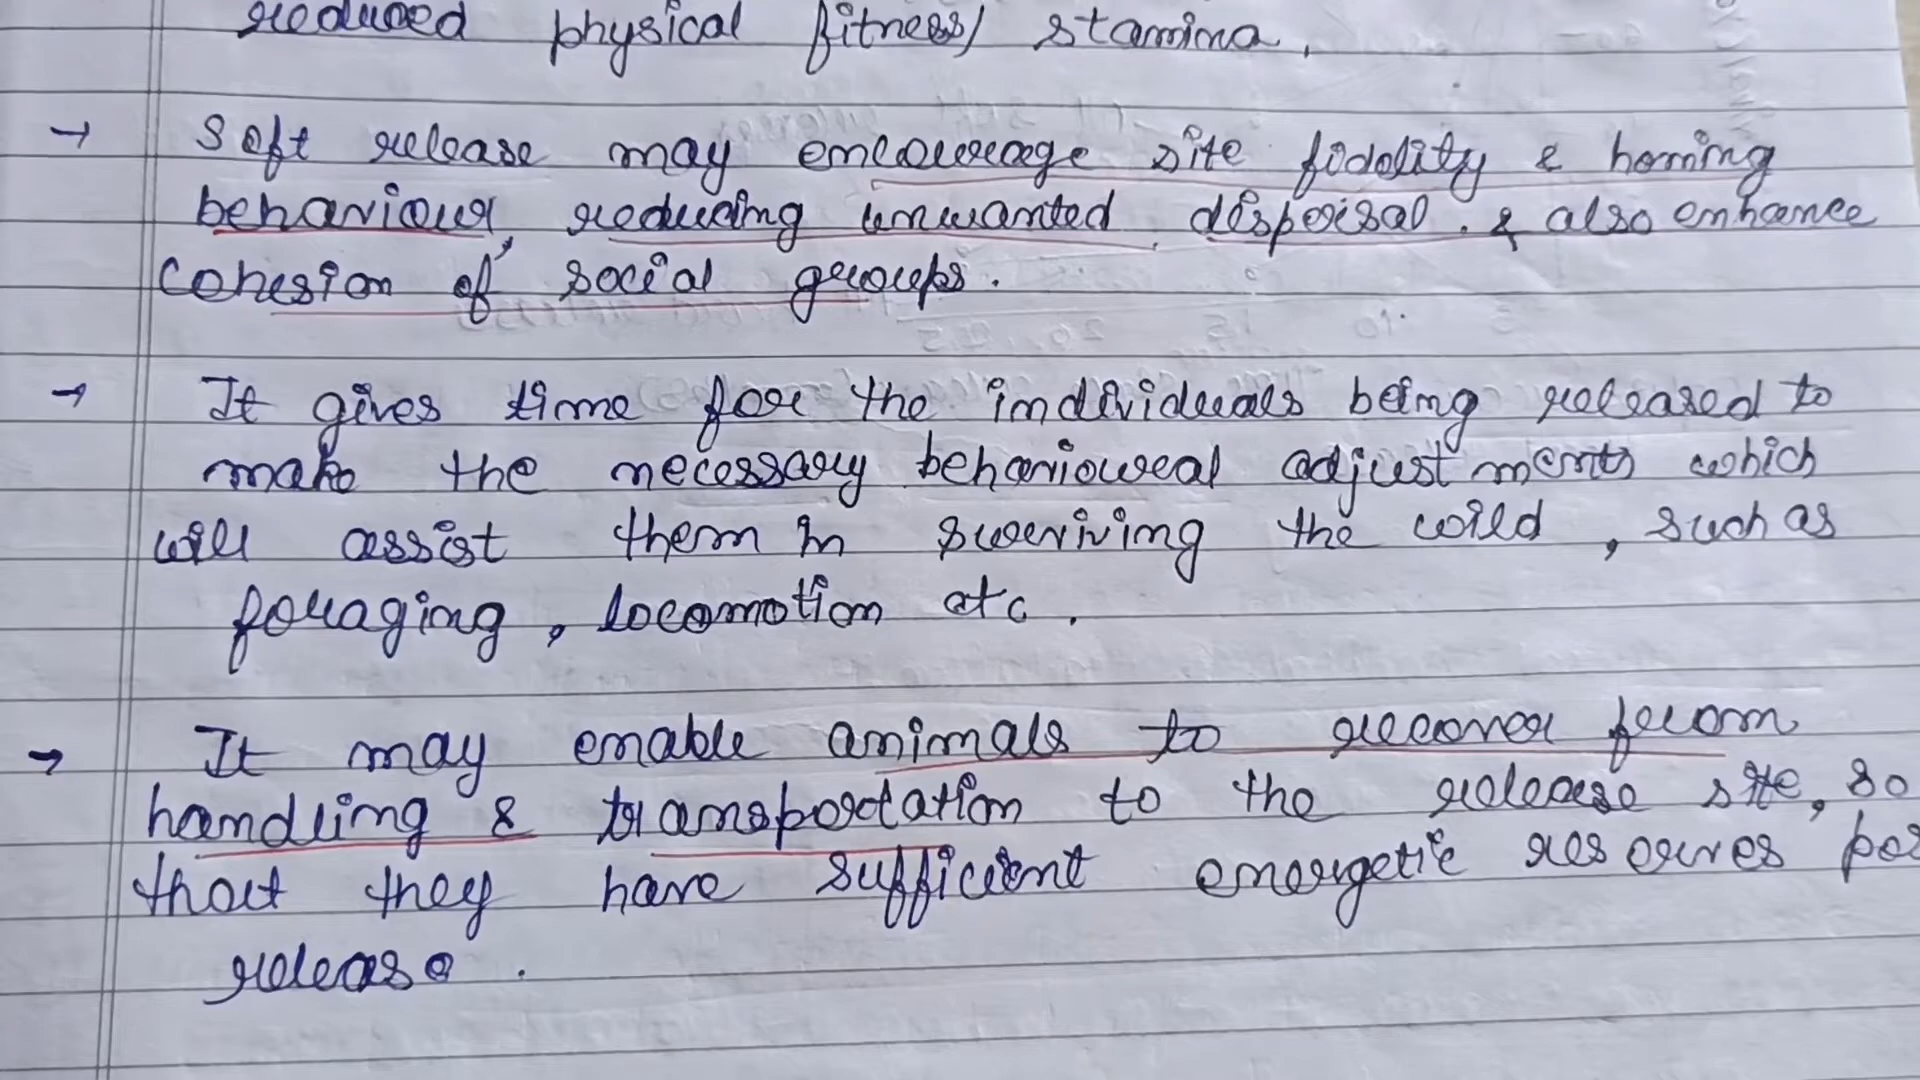 reduced physical fitness/ stamina.
→ Soft release may encourage site fidelity & homing
behaviour, reducing unwanted dispersal. & also enhance
cohesion of social groups.
→ It gives time for the individuals being released to
make the necessary behavioural adjustments which
will assist them in surviving the wild, such as
foraging, locomotion etc.
→ It may enable animals to recover from
handling & transportation to the release site, so
that they have sufficient energetic resources
release.